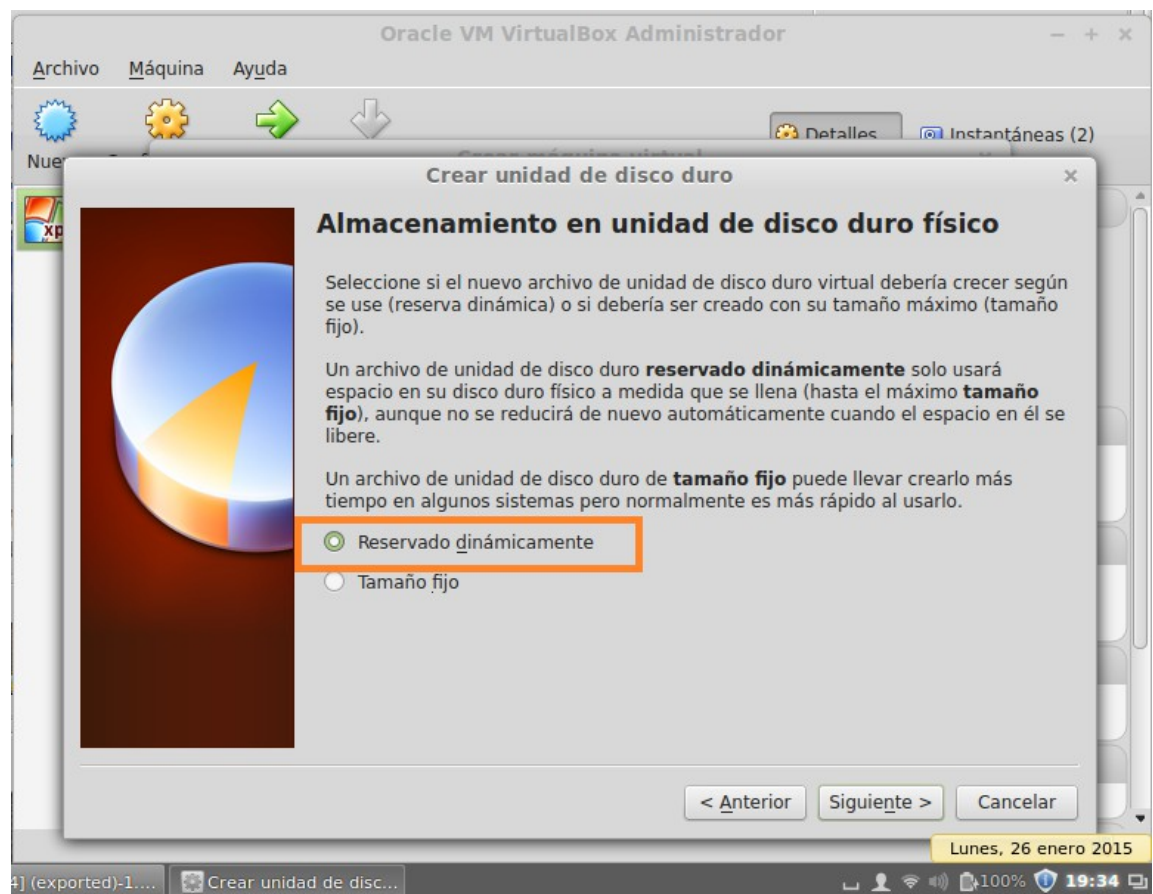 Oracle VM VirtualBox Administrador
Archivo Máquina Ayuda
Detalles Instantáneas (2)
Crear máquina virtual
Crear unidad de disco duro
xp
Almacenamiento en unidad de disco duro físico
Seleccione si el nuevo archivo de unidad de disco duro virtual debería crecer según
se use (reserva dinámica) o si debería ser creado con su tamaño máximo (tamaño
fijo).
Un archivo de unidad de disco duro reservado dinámicamente solo usará
espacio en su disco duro físico a medida que se llena (hasta el máximo tamaño
fijo), aunque no se reducirá de nuevo automáticamente cuando el espacio en él se
libere.
Un archivo de unidad de disco duro de tamaño fijo puede llevar crearlo más
tiempo en algunos sistemas pero normalmente es más rápido al usarlo.
Reservado dinámicamente
Tamaño fijo
< Anterior Siguiente > Cancelar
Lunes, 26 enero 2015
4] (exported)-1.... Crear unidad de disc... 100% 19:34